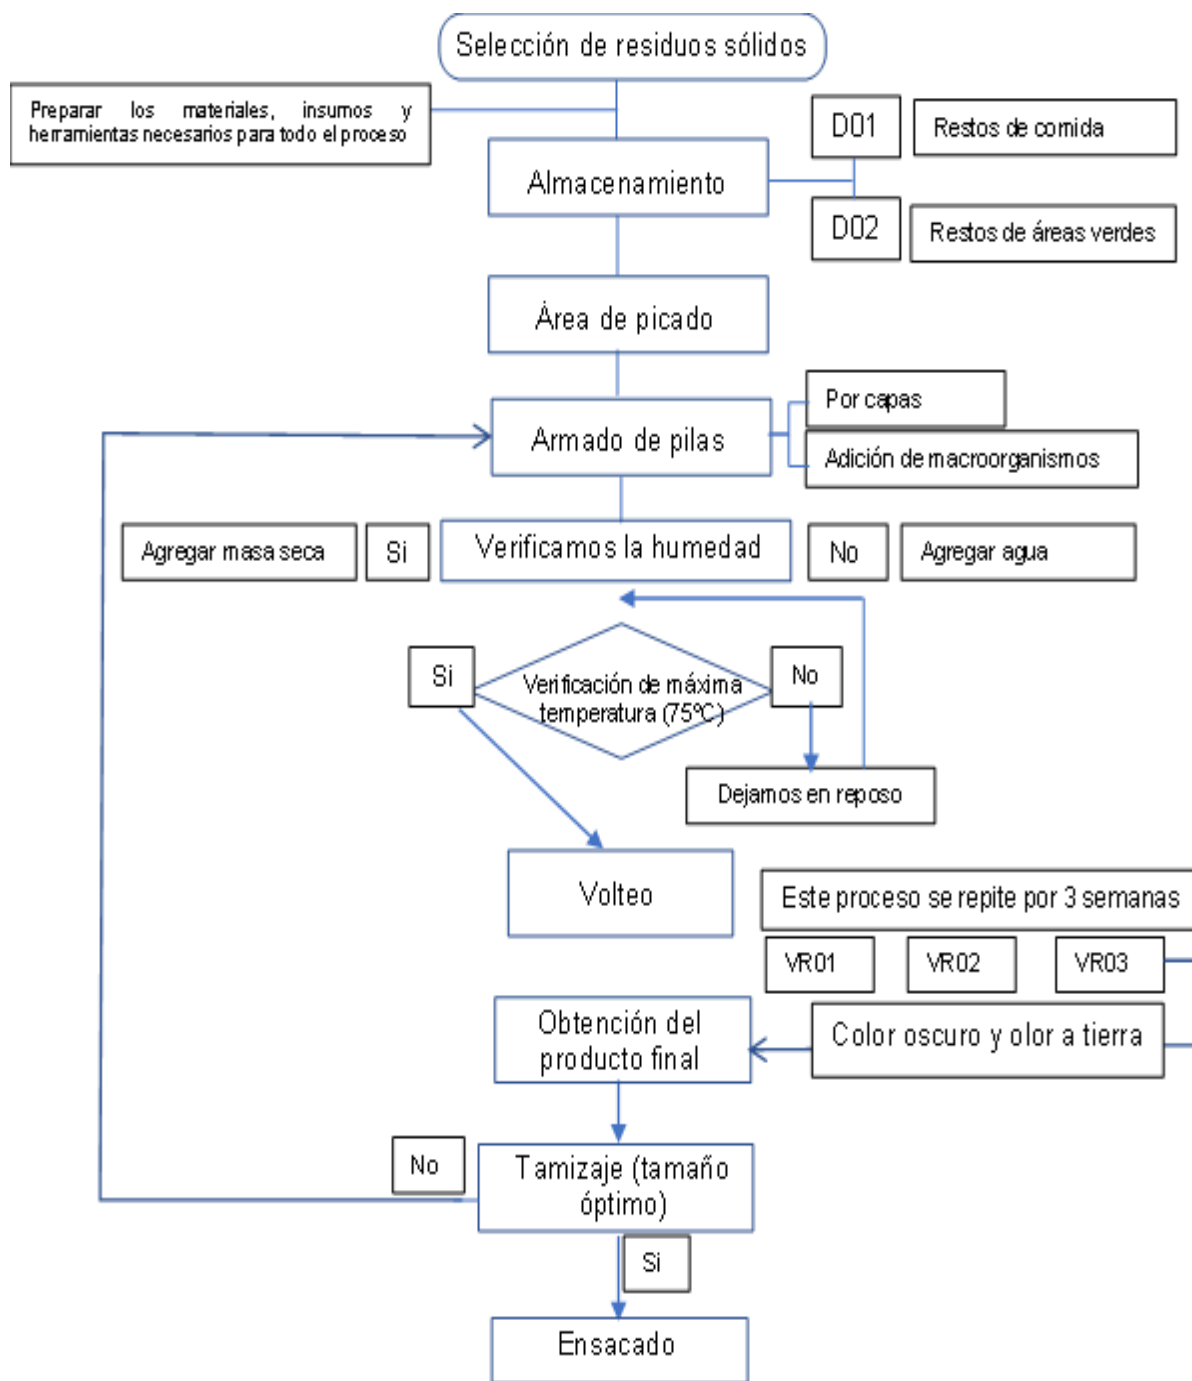 Selección de residuos sólidos
Preparar los materiales, insumos y
herramientas necesarios para todo el proceso
D01
Restos de comida
Almacenamiento
D02
Restos de áreas verdes
Área de picado
Por capas
Armado de pilas
Adición de macroorganismos
Agregar masa seca
Si
Verificamos la humedad
No
Agregar agua
Si
Verificación de máxima
temperatura (75ºC)
No
Dejamos en reposo
Volteo
Este proceso se repite por 3 semanas
VR01
VR02
VR03
Obtención del
producto final
Color oscuro y olor a tierra
No
Tamizaje (tamaño
óptimo)
Si
Ensacado